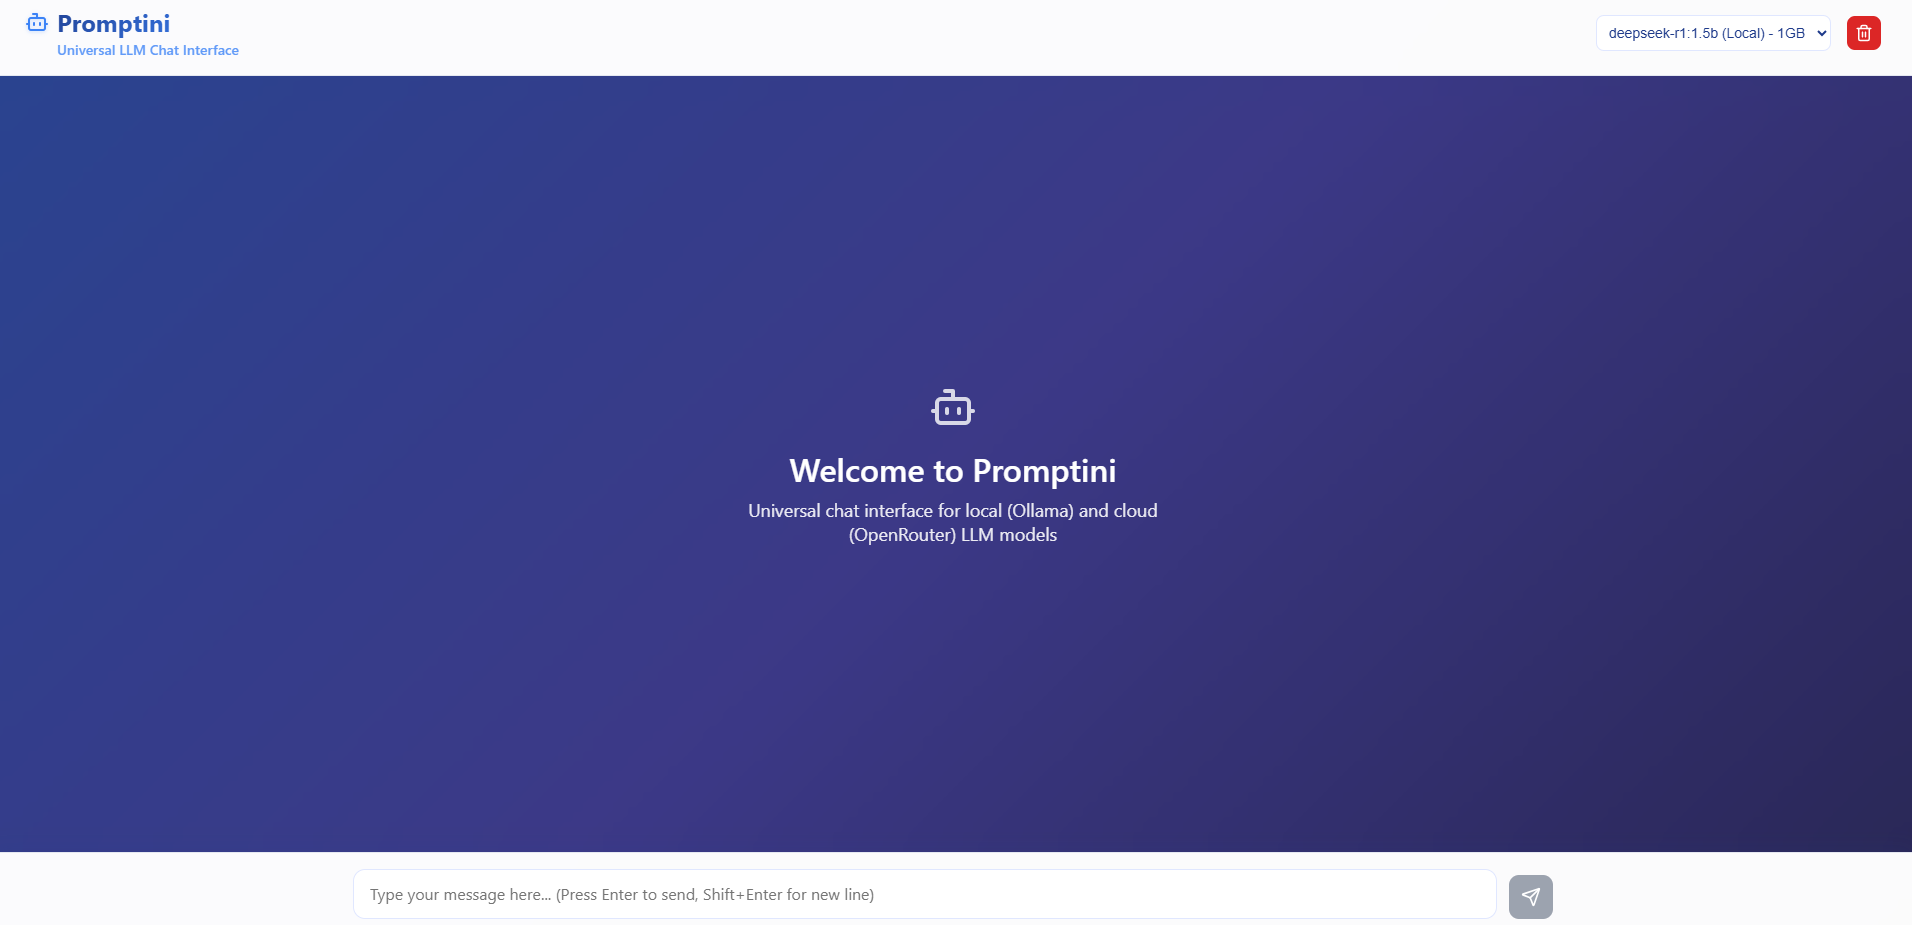 Promptini
Universal LLM Chat Interface
deepseek-r1:1.5b (Local) - 1GB
Welcome to Promptini
Universal chat interface for local (Ollama) and cloud
(OpenRouter) LLM models
Type your message here... (Press Enter to send, Shift+Enter for new line)